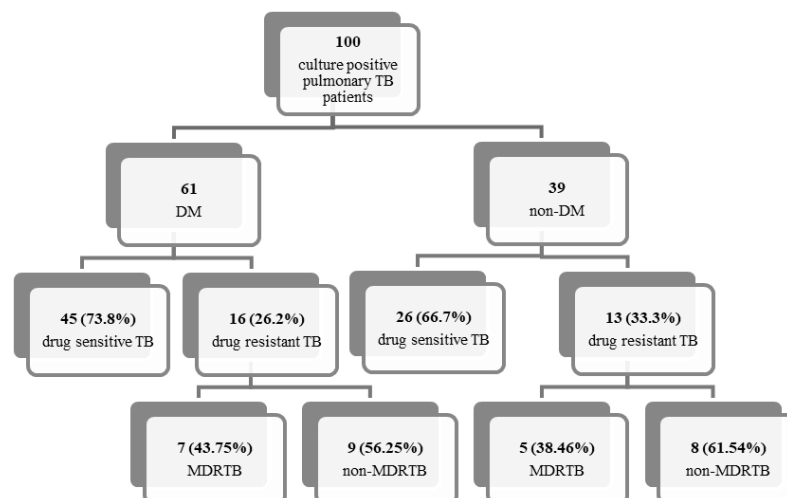 100
culture positive
pulmonary TB
patients
61
DM
39
non-DM
45 (73.8%)
drug sensitive TB
16 (26.2%)
drug resistant TB
26 (66.7%)
drug sensitive TB
13 (33.3%)
drug resistant TB
7 (43.75%)
MDRTB
9 (56.25%)
non-MDRTB
5 (38.46%)
MDRTB
8 (61.54%)
non-MDRTB